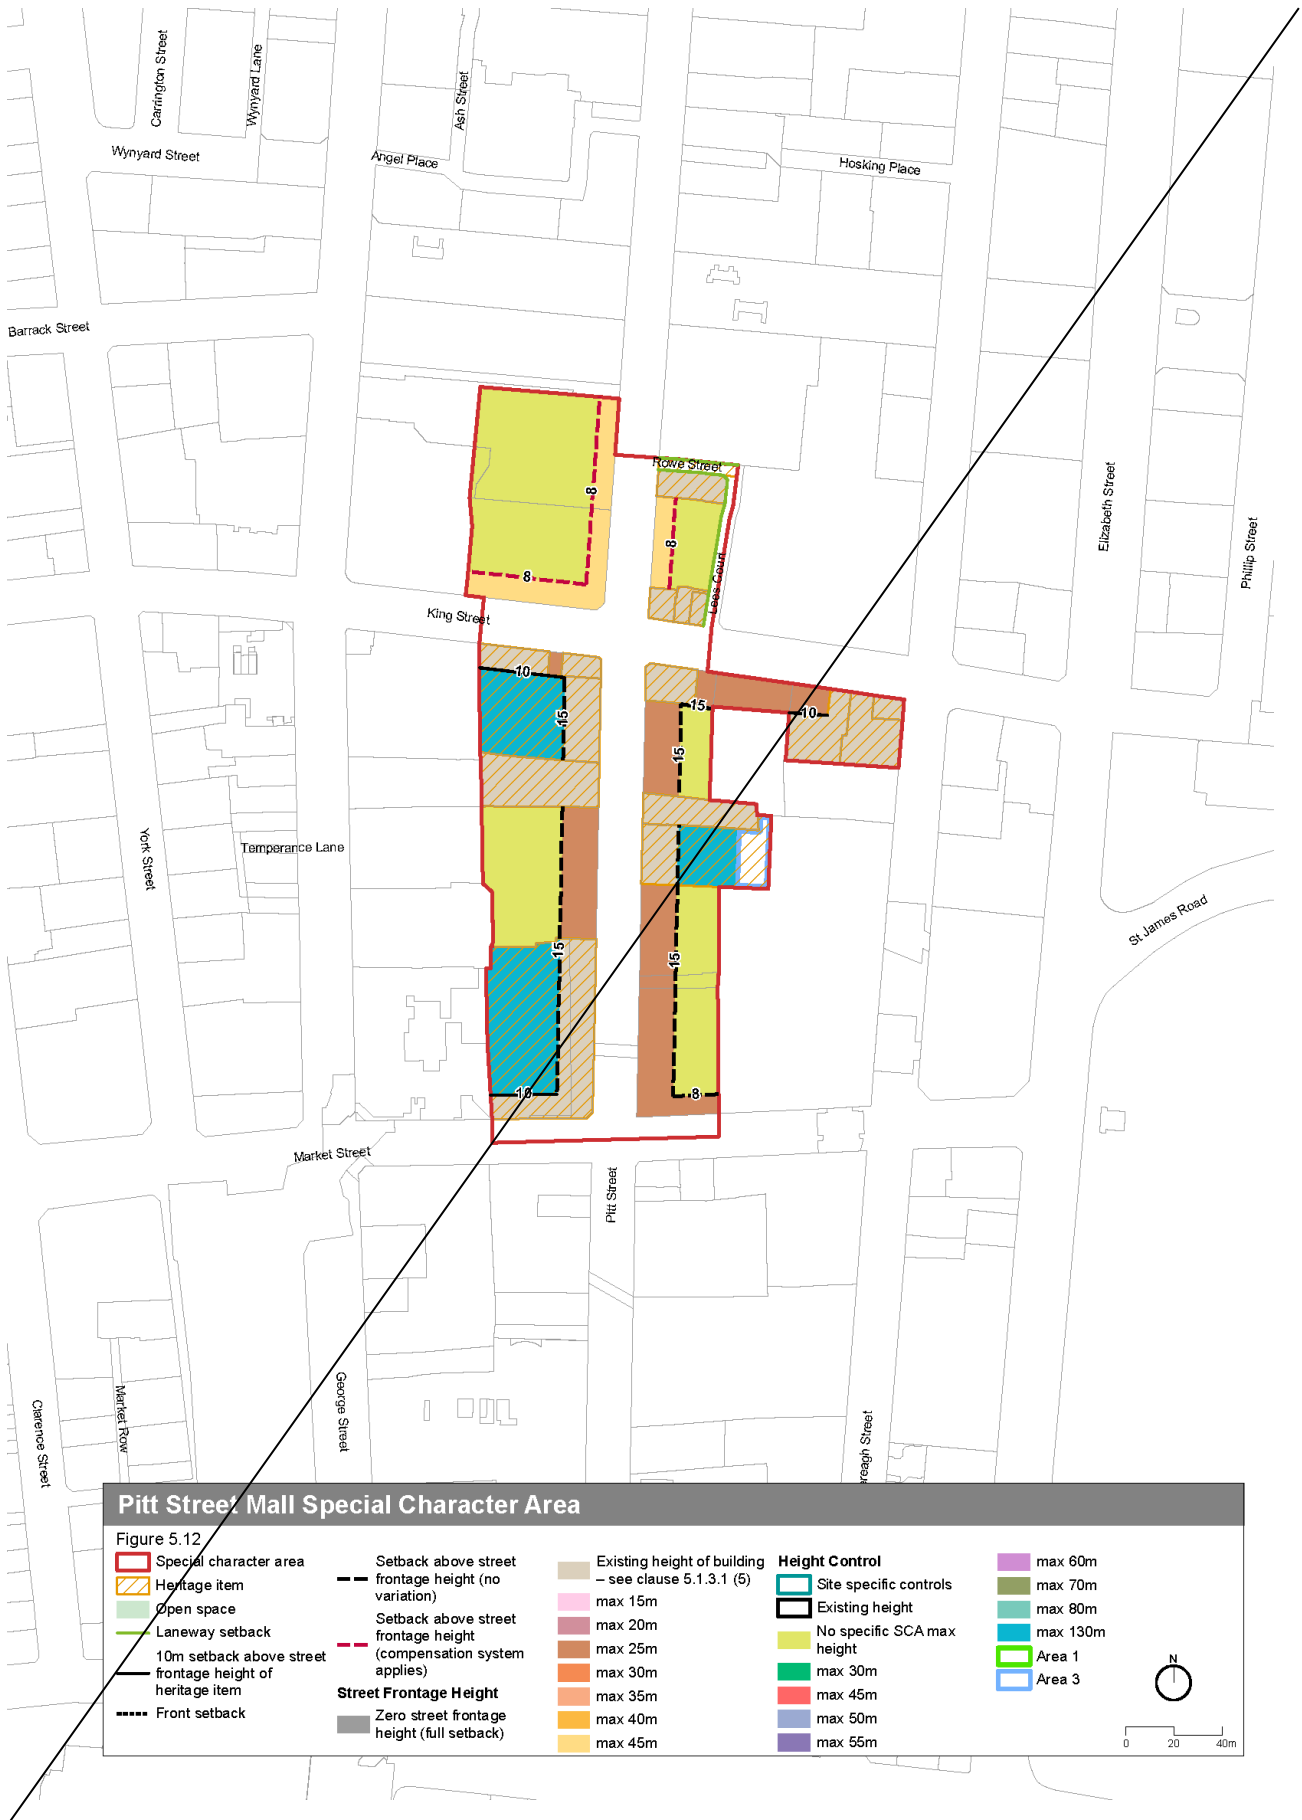 Carrington Street
Wynyard Lane
Ash Street
Wynyard Street
Angel Place
Hosking Place
Barrack Street
Rowe Street
8
8
8
Lees Court
Elizabeth Street
Phillip Street
King Street
10
15
15
10
15
York Street
Temperance Lane
15
15
St James Road
10
8
Market Street
Pitt Street
Clarence Street
Market Row
George Street
ereagh Street
Pitt Street Mall Special Character Area
Figure 5.12
Special character area
Heritage item
Open space
Laneway setback
10m setback above street
frontage height of
heritage item
Front setback
Setback above street
frontage height (no
variation)
Setback above street
frontage height
(compensation system
applies)
Street Frontage Height
Zero street frontage
height (full setback)
Existing height of building
– see clause 5.1.3.1 (5)
max 15m
max 20m
max 25m
max 30m
max 35m
max 40m
max 45m
Height Control
Site specific controls
Existing height
No specific SCA max
height
max 30m
max 45m
max 50m
max 55m
max 60m
max 70m
max 80m
max 130m
Area 1
Area 3
N
0 20 40m